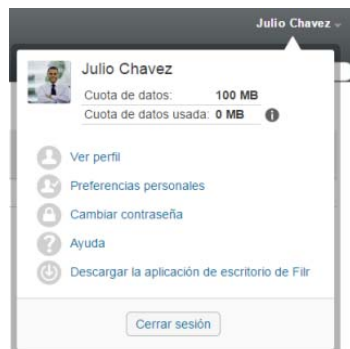 Julio Chavez
Julio Chavez
Cuota de datos: 100 MB
Cuota de datos usada: 0 MB
Ver perfil
Preferencias personales
Cambiar contraseña
Ayuda
Descargar la aplicación de escritorio de Filr
Cerrar sesión